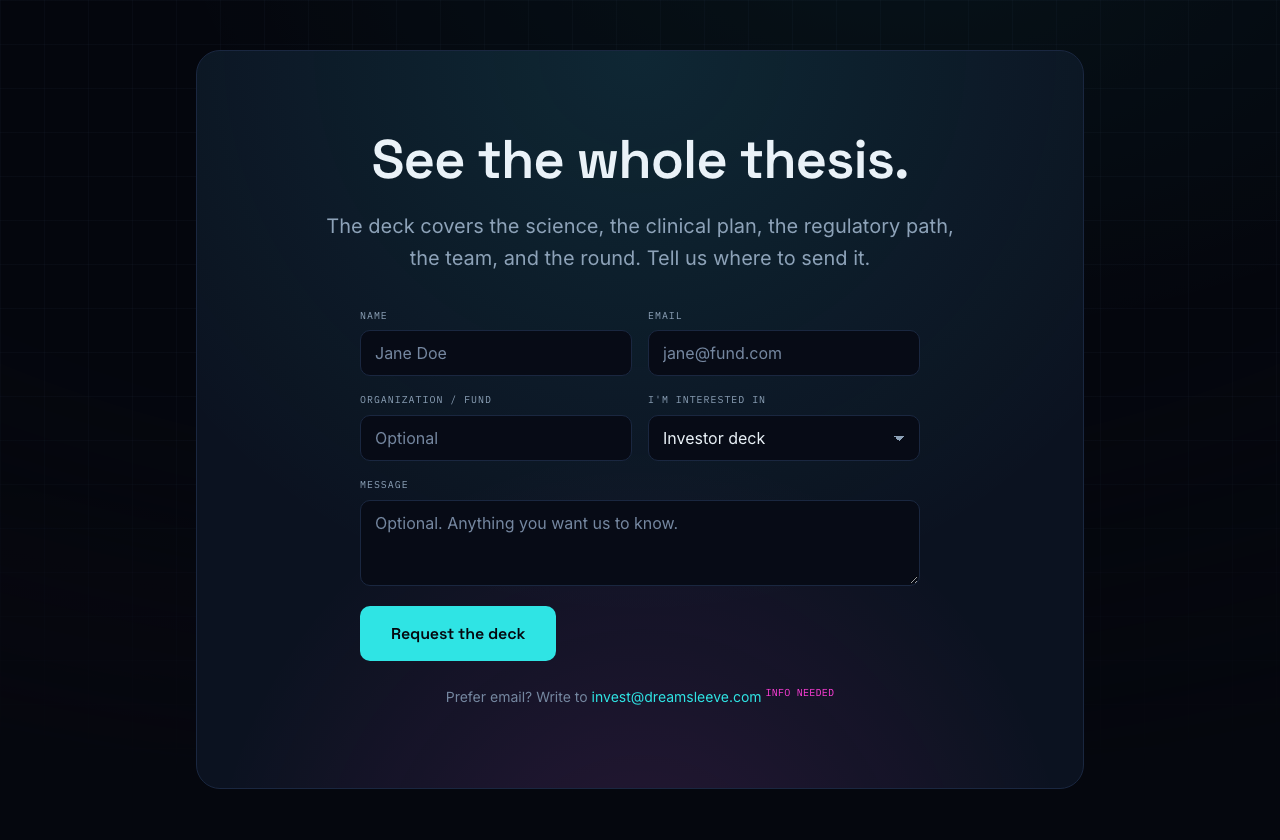 See the whole thesis.
The deck covers the science, the clinical plan, the regulatory path,
the team, and the round. Tell us where to send it.
NAME
EMAIL
Jane Doe
jane@fund.com
ORGANIZATION / FUND
I'M INTERESTED IN
Optional
Investor deck
MESSAGE
Optional. Anything you want us to know.
Request the deck
Prefer email? Write to invest@dreamsleeve.com INFO NEEDED